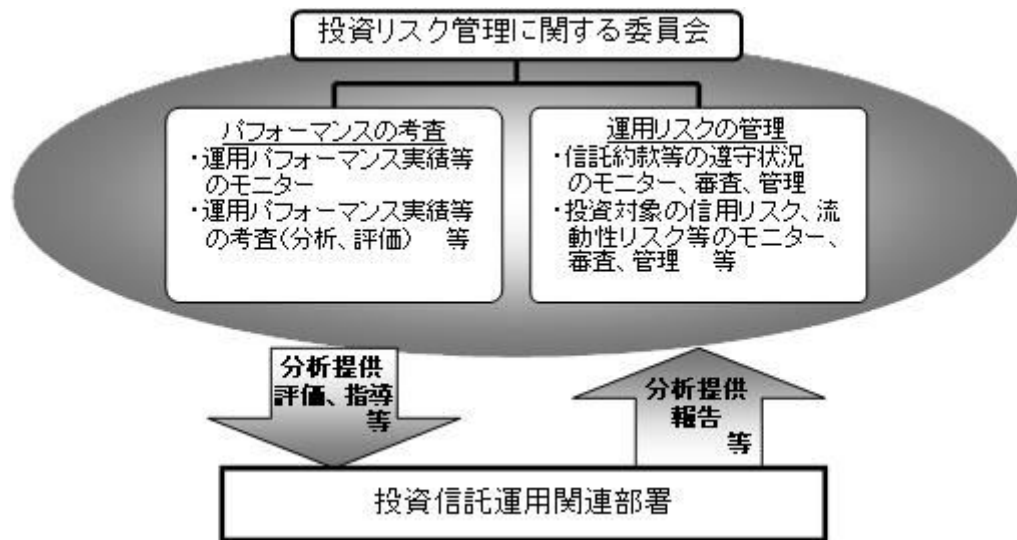 投資リスク管理に関する委員会
パフォーマンスの考査
・運用パフォーマンス実績等
のモニター
・運用パフォーマンス実績等
の考査(分析、評価) 等
運用リスクの管理
・信託約款等の遵守状況
のモニター、審査、管理
・投資対象の信用リスク、流
動性リスク等のモニター、
審査、管理 等
分析提供
評価、指導
等
分析提供
報告
等
投資信託運用関連部署